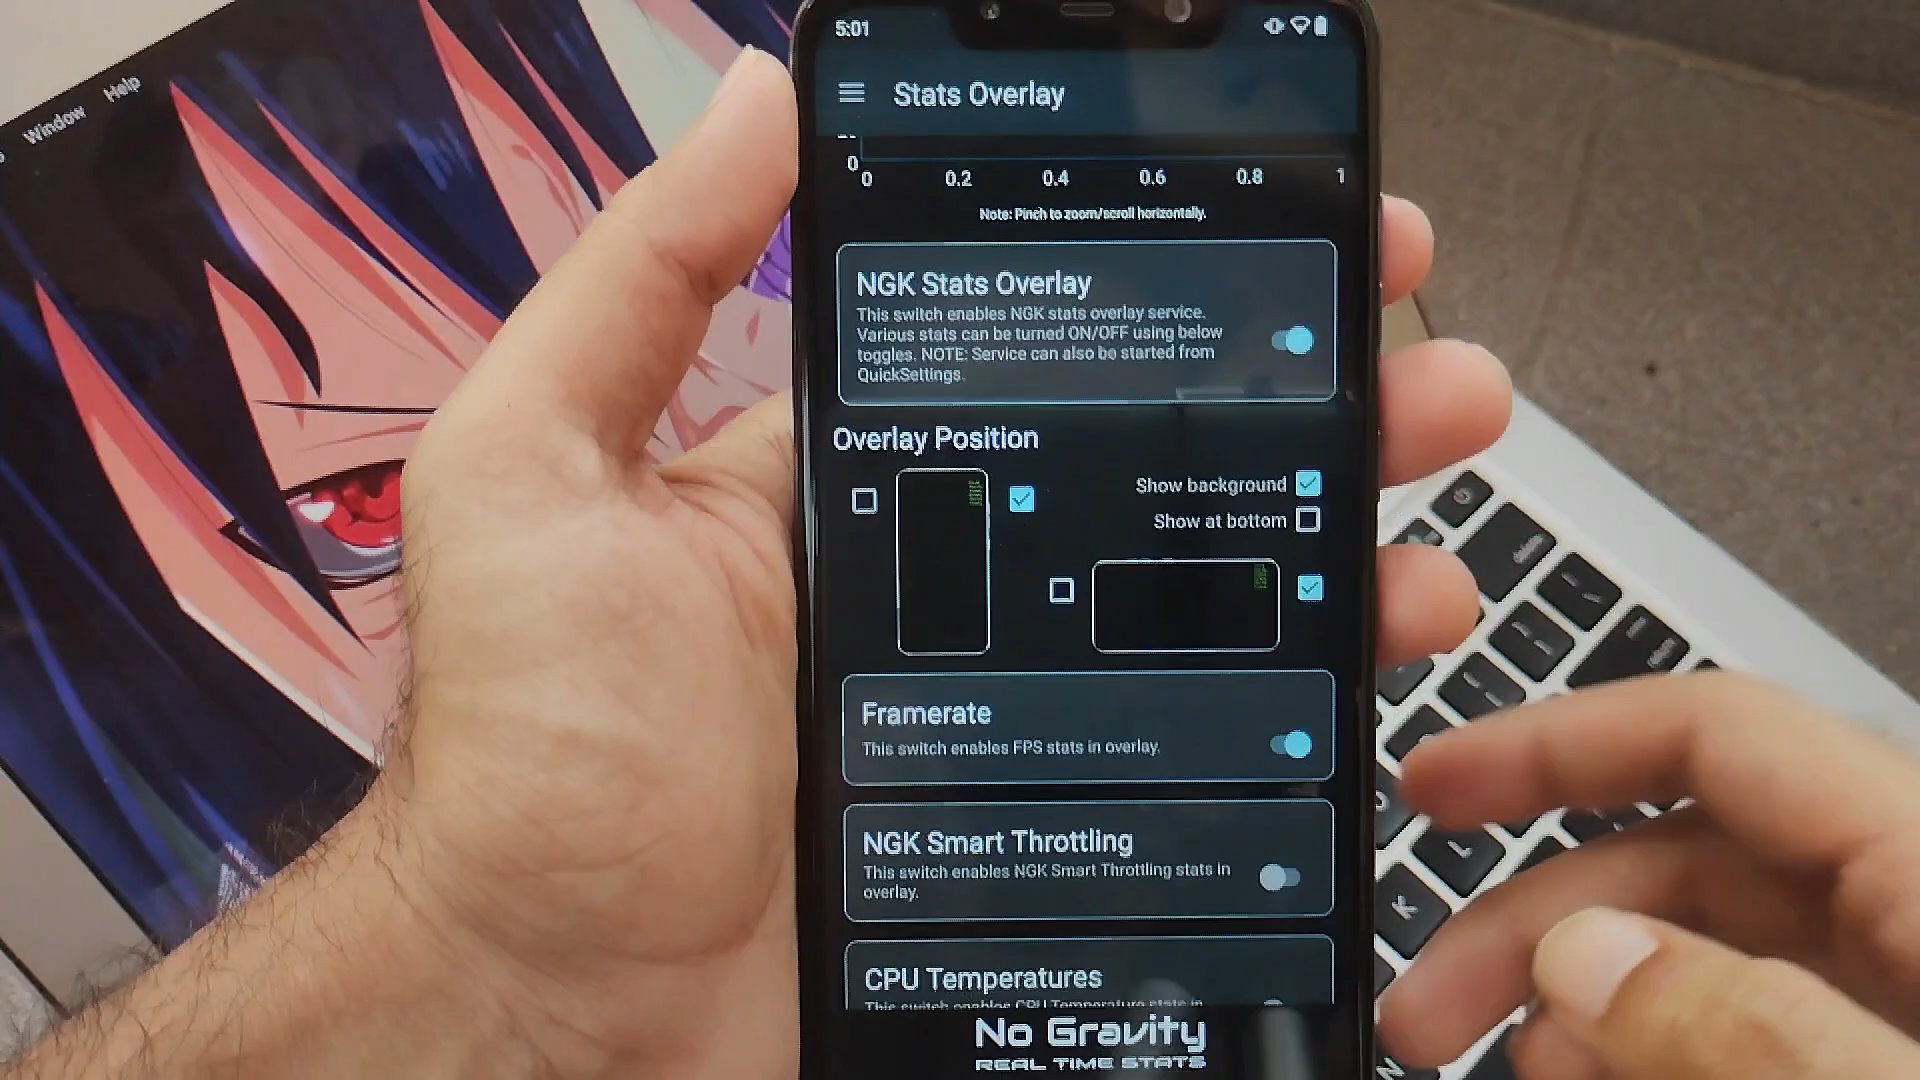 Window Help
5:01
Stats Overlay
0
0 0.2 0.4 0.6 0.8 1
Note: Pinch to zoom/scroll horizontally.
NGK Stats Overlay
This switch enables NGK stats overlay service.
Various stats can be turned ON/OFF using below
toggles. NOTE: Service can also be started from
QuickSettings.
Overlay Position
Show background
Show at bottom
Framerate
This switch enables FPS stats in overlay.
NGK Smart Throttling
This switch enables NGK Smart Throttling stats in
overlay.
CPU Temperatures
This switch enables CPU Temperature stats in
No Gravity
REAL TIME STATS
delete
L
K
N